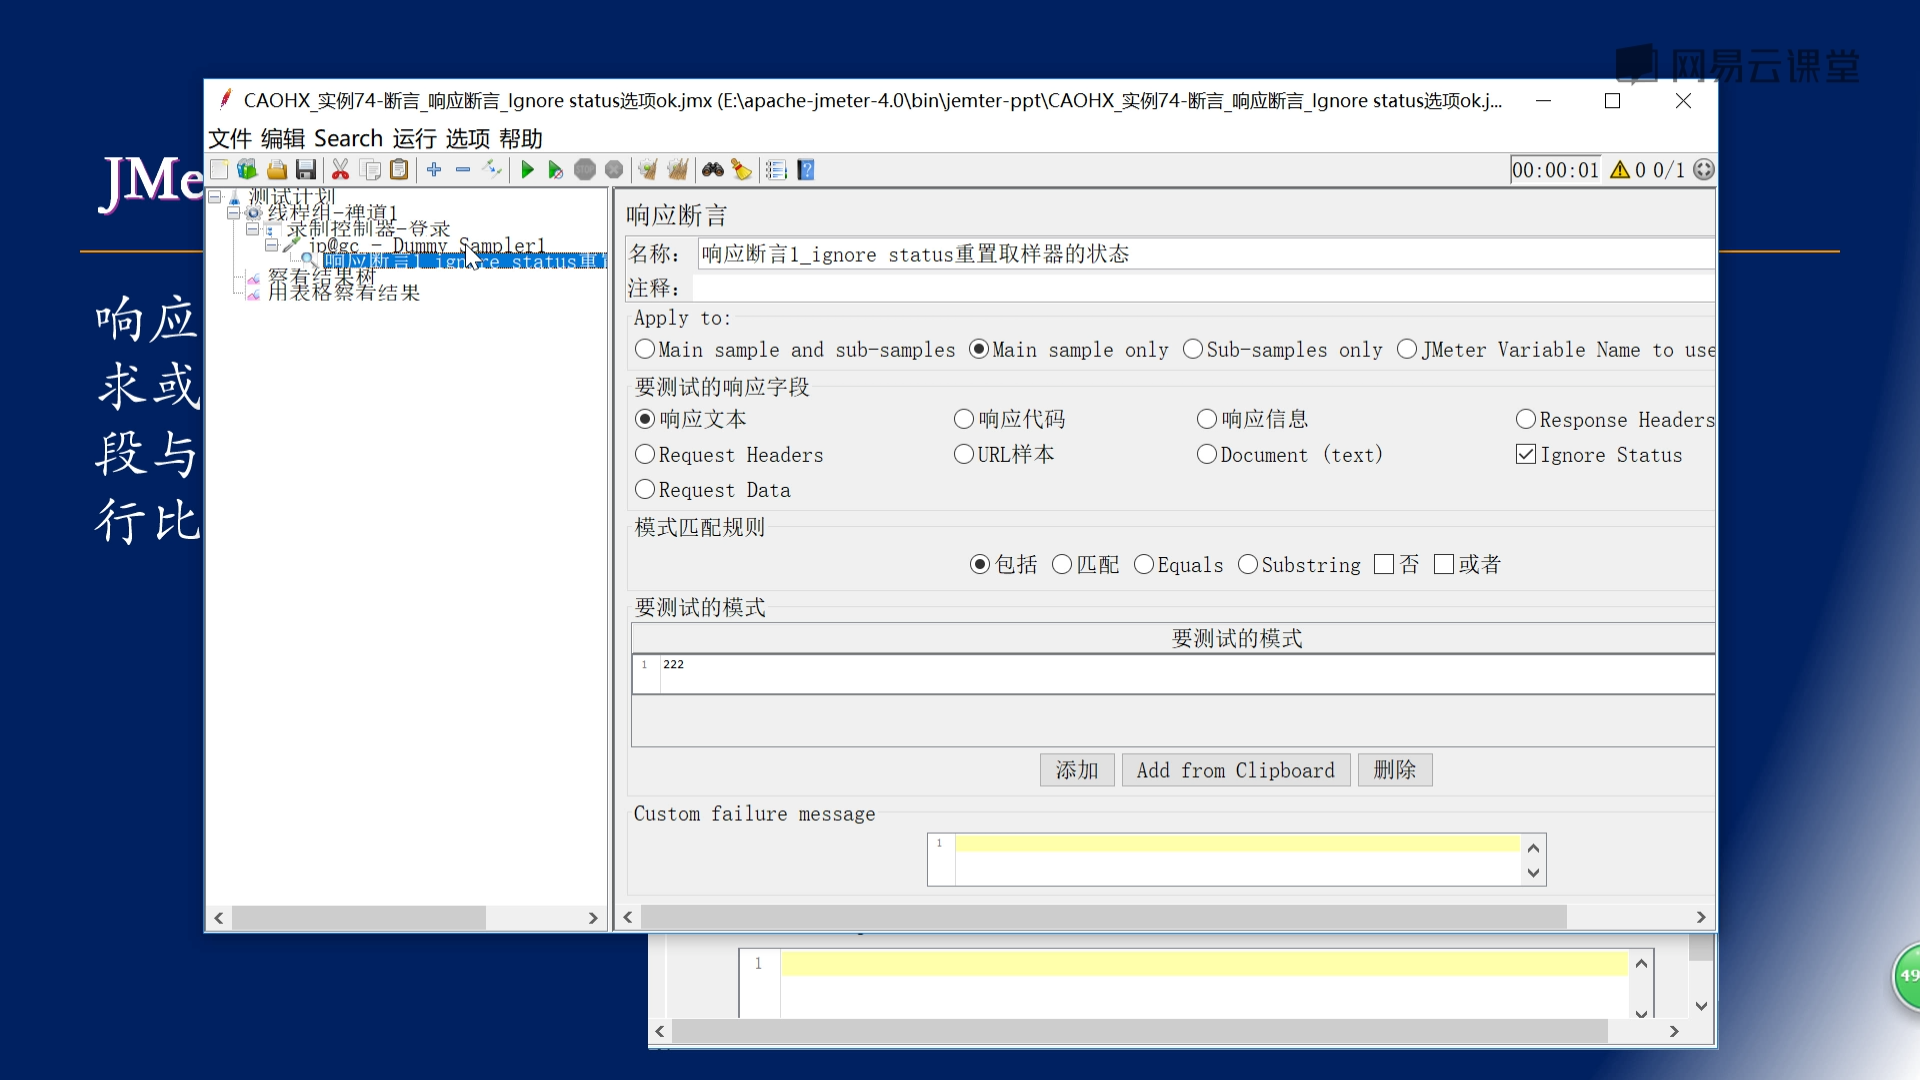 网易云课堂
CAOHX_实例74-断言_响应断言_Ignore status选项ok.jmx (E:\apache-jmeter-4.0\bin\jemter-ppt\CAOHX_实例74-断言_响应断言_Ignore status选项ok.j...
文件 编辑 Search 运行 选项 帮助
00:00:01 0 0/1
JMe
响应
求或
段与
行比
测试计划
线程组-禅道1
录制控制器-登录
jp@gc - Dummy Sampler1
响应断言1_ignore status重
察看结果树
用表格察看结果
响应断言
名称： 响应断言1_ignore status重置取样器的状态
注释：
Apply to:
Main sample and sub-samples Main sample only Sub-samples only JMeter Variable Name to use
要测试的响应字段
响应文本 响应代码 响应信息 Response Headers
Request Headers URL样本 Document (text) Ignore Status
Request Data
模式匹配规则
包括 匹配 Equals Substring 否 或者
要测试的模式
要测试的模式
1 222
添加 Add from Clipboard 删除
Custom failure message
1
1
49